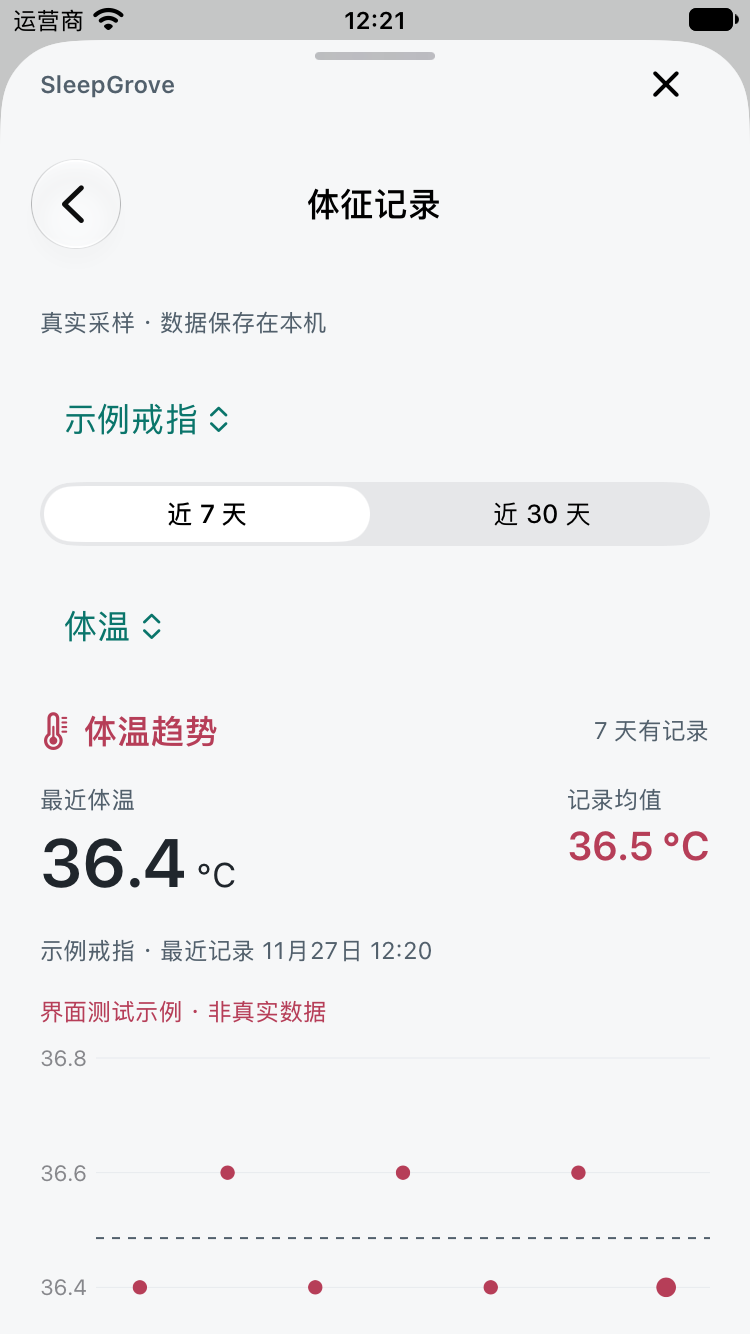 运营商 12:21
SleepGrove
体征记录
真实采样 · 数据保存在本机
示例戒指
近 7 天 近 30 天
体温
体温趋势 7 天有记录
最近体温 记录均值
36.4 °C 36.5 °C
示例戒指 · 最近记录 11月27日 12:20
界面测试示例 · 非真实数据
36.8
36.6
36.4